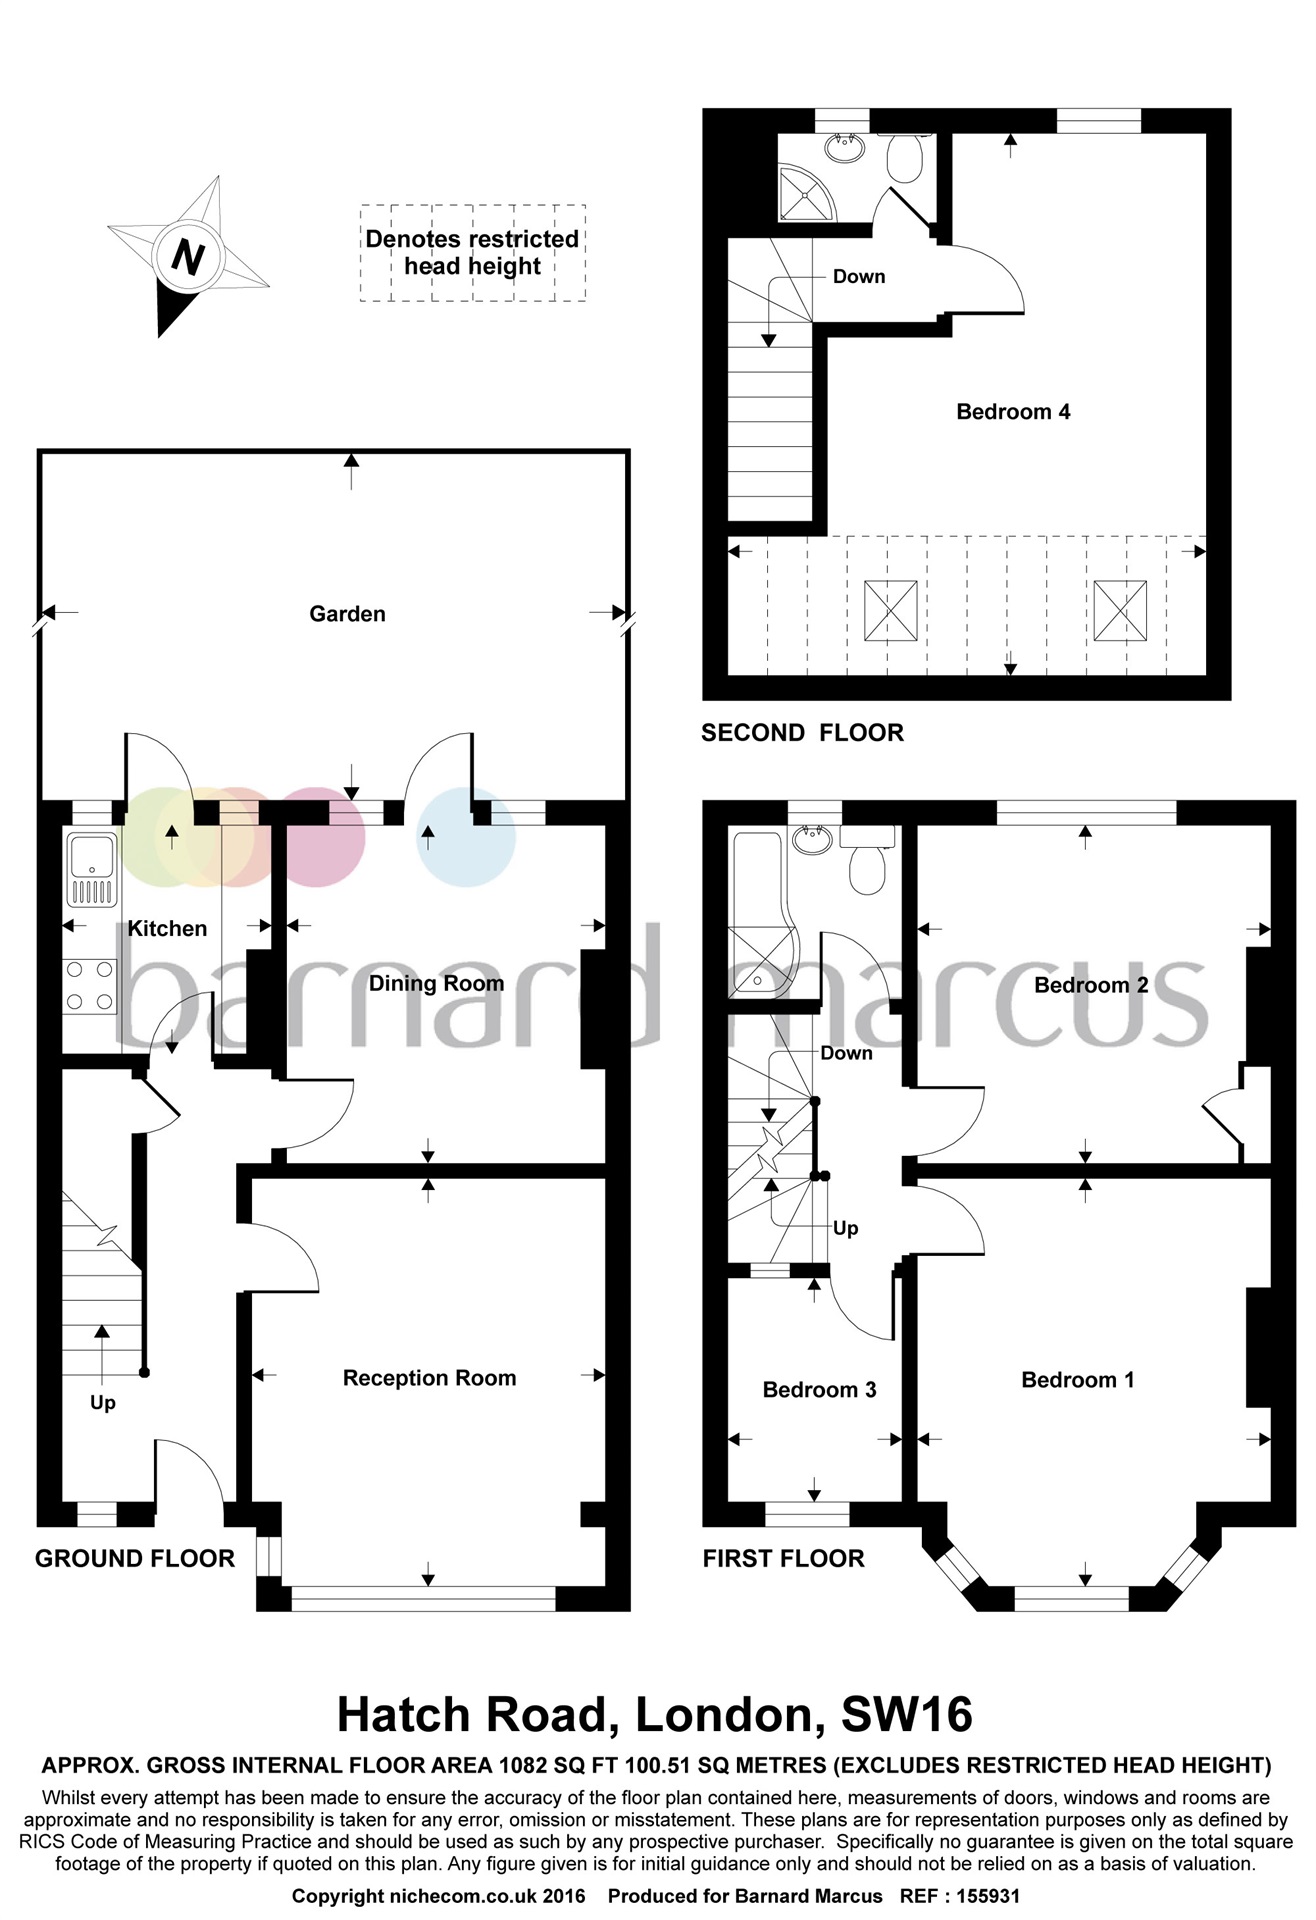 N
Denotes restricted
head height
Down
Bedroom 4
SECOND FLOOR
Garden
Kitchen
Dining Room
Reception Room
Up
GROUND FLOOR
Bedroom 2
Down
Up
Bedroom 3
Bedroom 1
FIRST FLOOR
barnard marcus
Hatch Road, London, SW16
APPROX. GROSS INTERNAL FLOOR AREA 1082 SQ FT 100.51 SQ METRES (EXCLUDES RESTRICTED HEAD HEIGHT)
Whilst every attempt has been made to ensure the accuracy of the floor plan contained here, measurements of doors, windows and rooms are
approximate and no responsibility is taken for any error, omission or misstatement. These plans are for representation purposes only as defined by
RICS Code of Measuring Practice and should be used as such by any prospective purchaser. Specifically no guarantee is given on the total square
footage of the property if quoted on this plan. Any figure given is for initial guidance only and should not be relied on as a basis of valuation.
Copyright nichecom.co.uk 2016 Produced for Barnard Marcus REF : 155931